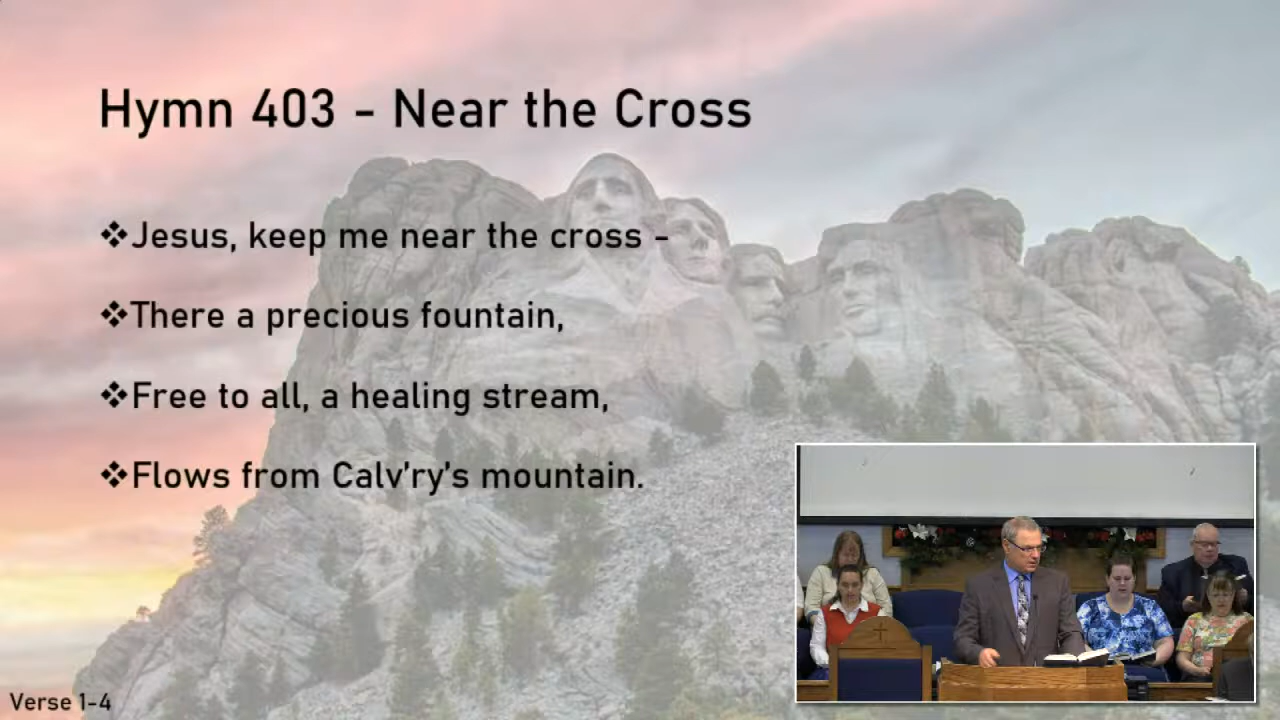 Hymn 403 - Near the Cross
❖Jesus, keep me near the cross -
❖There a precious fountain,
❖Free to all, a healing stream,
❖Flows from Calv’ry’s mountain.
Verse 1-4